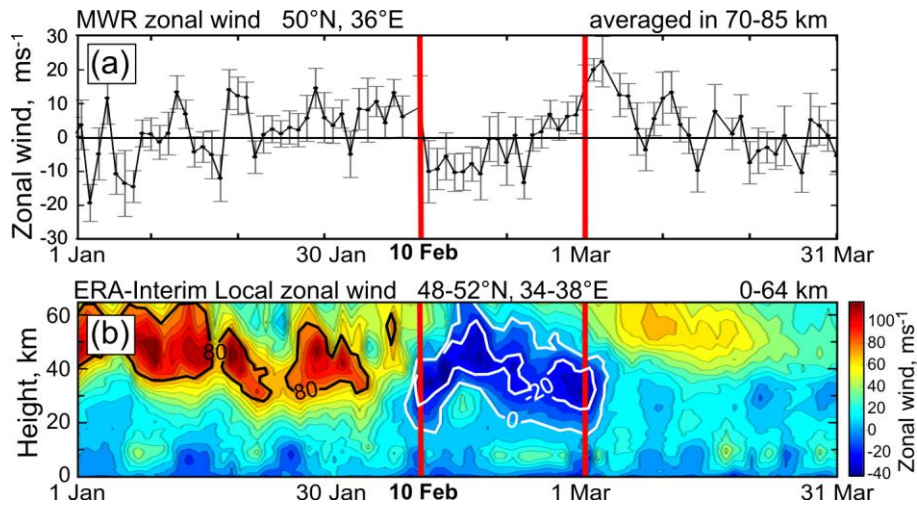 MWR zonal wind 50°N, 36°E averaged in 70-85 km
(a)
Zonal wind, ms-1
30
20
10
0
-10
-20
-30
1 Jan 30 Jan 10 Feb 1 Mar 31 Mar
ERA-Interim Local zonal wind 48-52°N, 34-38°E 0-64 km
(b)
Height, km
60
40
20
0
80
80
-20
0
1 Jan 30 Jan 10 Feb 1 Mar 31 Mar
100
80
60
40
20
0
-20
-40
Zonal wind, ms-1